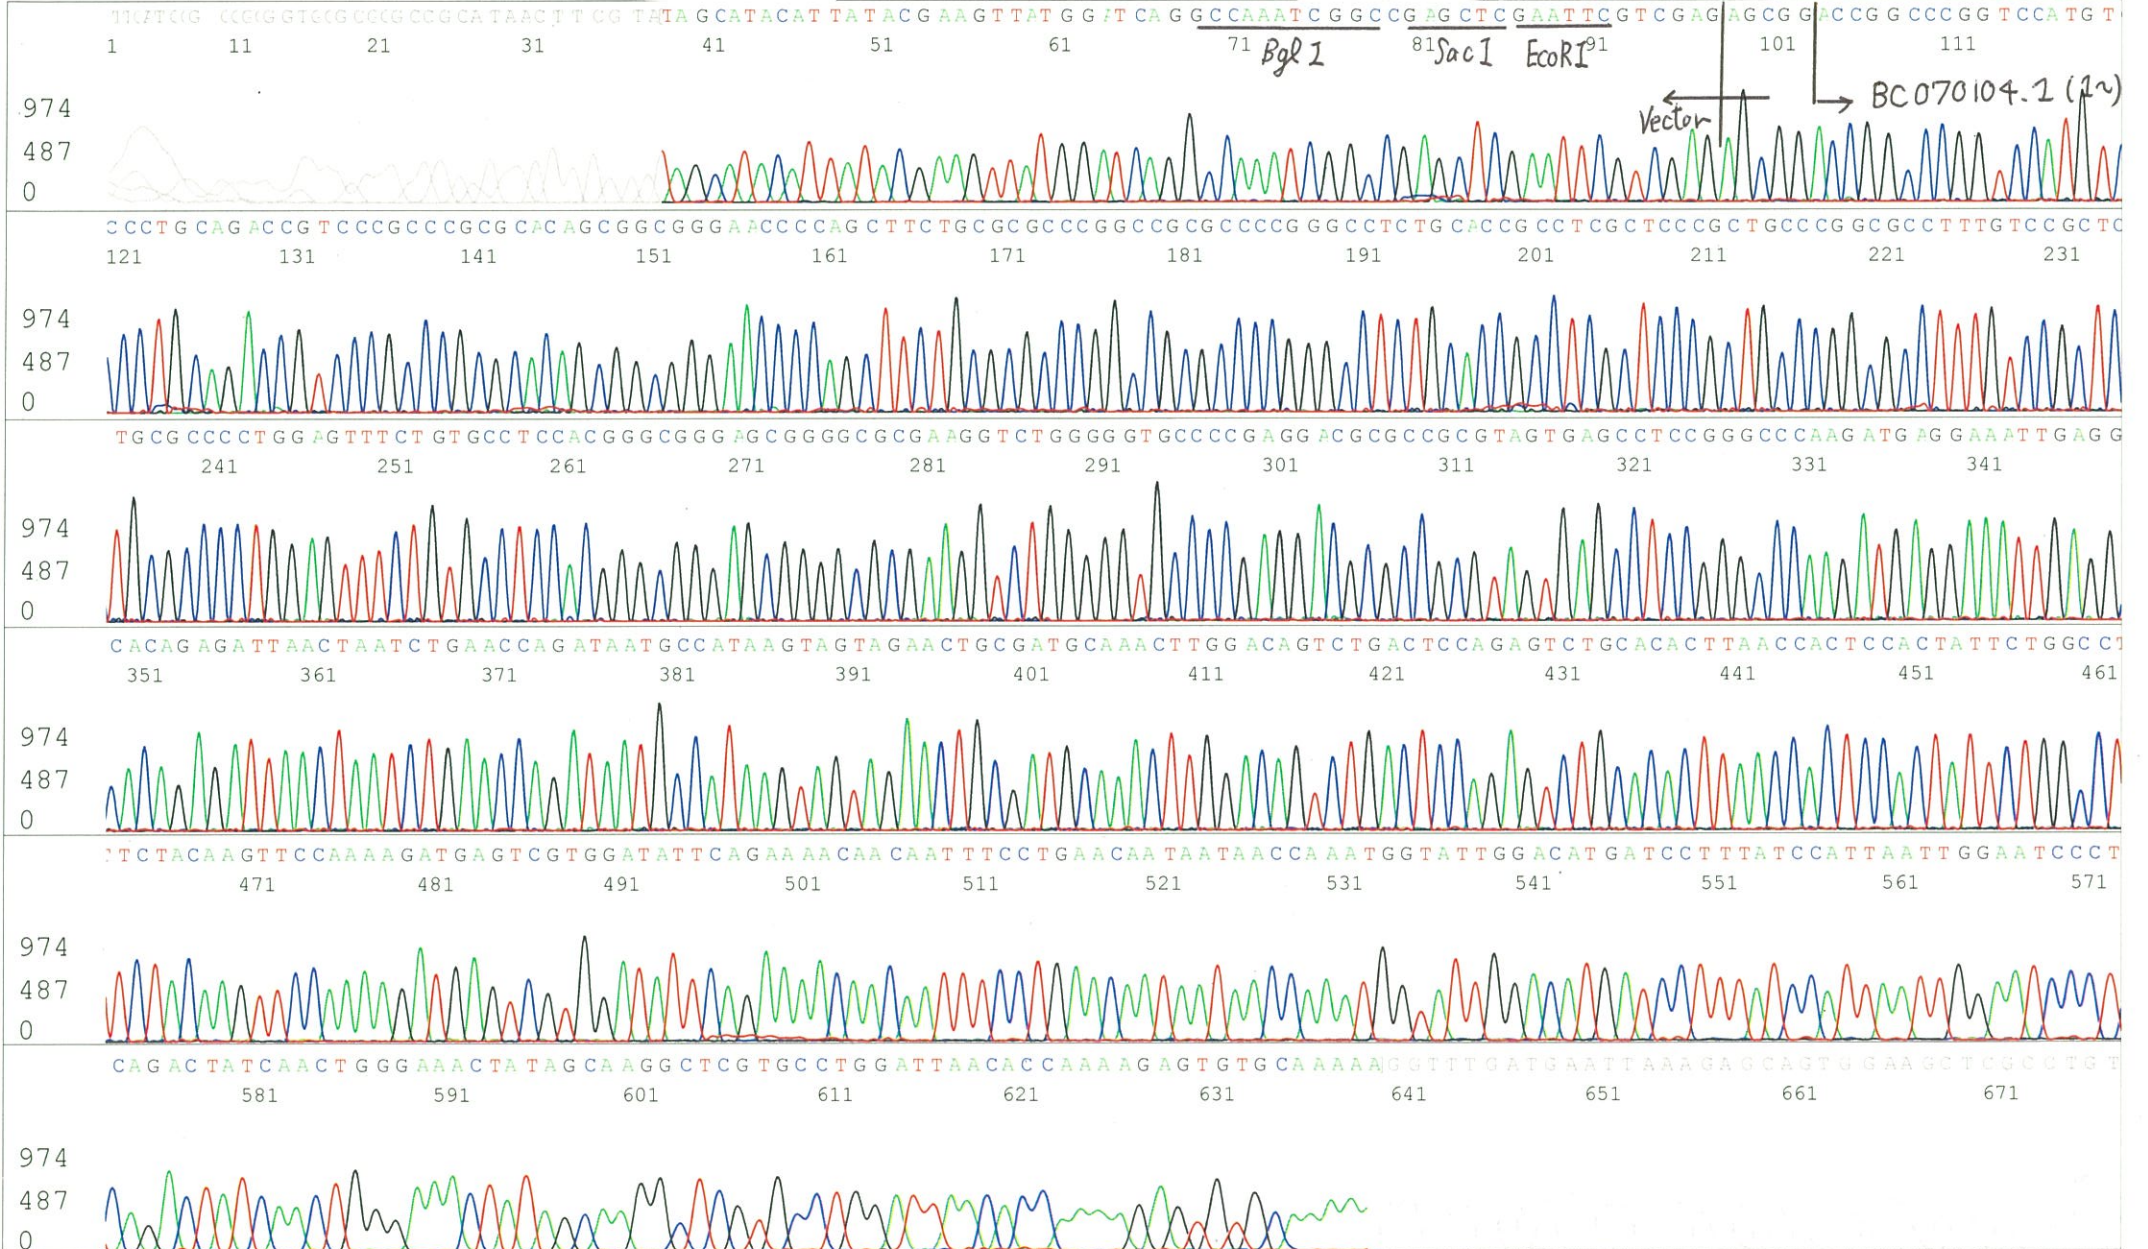 TAGCATACATTATACGAAGTTATGGATCAGGCCAAATCGGCCGAGCTCGAATTCGTCGAGAGCGGACCGGCCCGGTCCATGT
1 11 21 31 41 51 61 71 81 91 101 111
Bgl I SacI EcoRI
Vector BC070104.1 (1~)
974
487
0
CCCTGCAGACCGTCCCGCCCGCGCACAGCGGCGGGAACCCCAGCTTCTGCGCGCCCGGCCGCGCCCCGGGCCTCTGCACCGCCTCGCTCCCGCTGCCCGGCGCCTTTGTCCGCTC
121 131 141 151 161 171 181 191 201 211 221 231
974
487
0
TGCGCCCCTGGAGTTTCTGTGCCTCCACGGGCGGGAGCGGGGCGCGAAGGTCTGGGGGTGCCCCGAGGACGCGCCGCGTAGTGAGCCTCCGGGCCCAAGATGAGGAAATTGAGG
241 251 261 271 281 291 301 311 321 331 341
974
487
0
CACAGAGATTAACTAATCTGAACCAGATAATGCCATAAGTAGTAGAACTGCGATGCAAACTTGGACAGTCTGACTCCAGAGTCTGCACACTTAACCACTCCACTATTCTGGCCT
351 361 371 381 391 401 411 421 431 441 451 461
974
487
0
TTCTACAAGTTCCAAAAGATGAGTCGTGGATATTCAGAAAACAACAATTTCCTGAACAATAATAACCAAATGGTATTGGACATGATCCTTTATCCATTAATTGGAATCCCT
471 481 491 501 511 521 531 541 551 561 571
974
487
0
CAGACTATCAACTGGGAAACTATAGCAAGGCTCGTGCCTGGATTAACACCAAAAGAGTGTGCAAAAAGGTTTGATGAATTAAAGAGCAGTGGAAGCTCGCCTGT
581 591 601 611 621 631 641 651 661 671
974
487
0